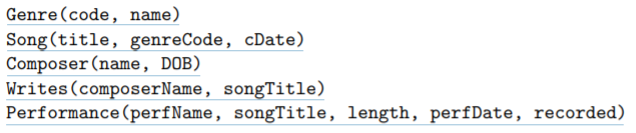 Genre(code, name)
Song(title, genreCode, cDate)
Composer(name, DOB)
Writes(composerName, songTitle)
Performance(perfName, songTitle, length, perfDate, recorded)